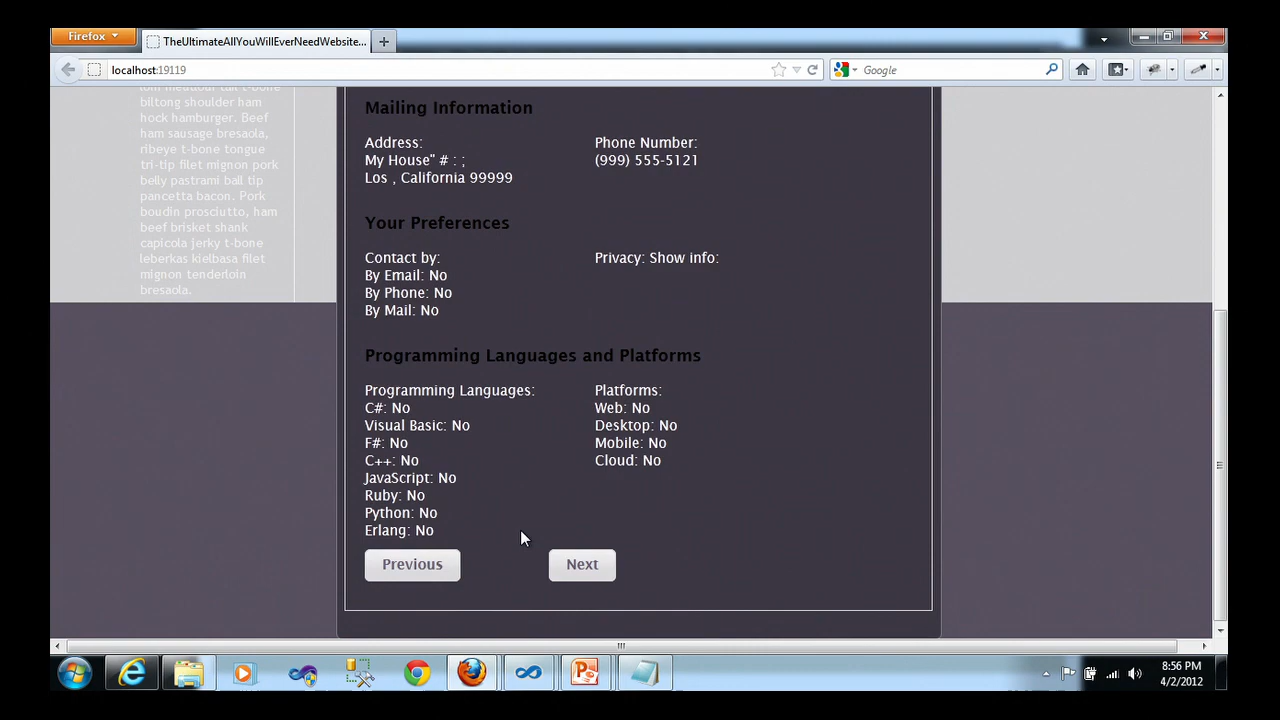 Firefox
TheUltimateAllYouWillEverNeedWebsite...
localhost:19119
Google
biltong shoulder ham
hock hamburger. Beef
ham sausage bresaola,
ribeye t-bone tongue
tri-tip filet mignon pork
belly pastrami ball tip
pancetta bacon. Pork
boudin prosciutto, ham
beef brisket shank
capicola jerky t-bone
leberkas kielbasa filet
mignon tenderloin
bresaola.
Mailing Information
Address:
My House" # : ;
Los , California 99999
Phone Number:
(999) 555-5121
Your Preferences
Contact by:
By Email: No
By Phone: No
By Mail: No
Privacy: Show info:
Programming Languages and Platforms
Programming Languages:
C#: No
Visual Basic: No
F#: No
C++: No
JavaScript: No
Ruby: No
Python: No
Erlang: No
Platforms:
Web: No
Desktop: No
Mobile: No
Cloud: No
Previous
Next
8:56 PM
4/2/2012